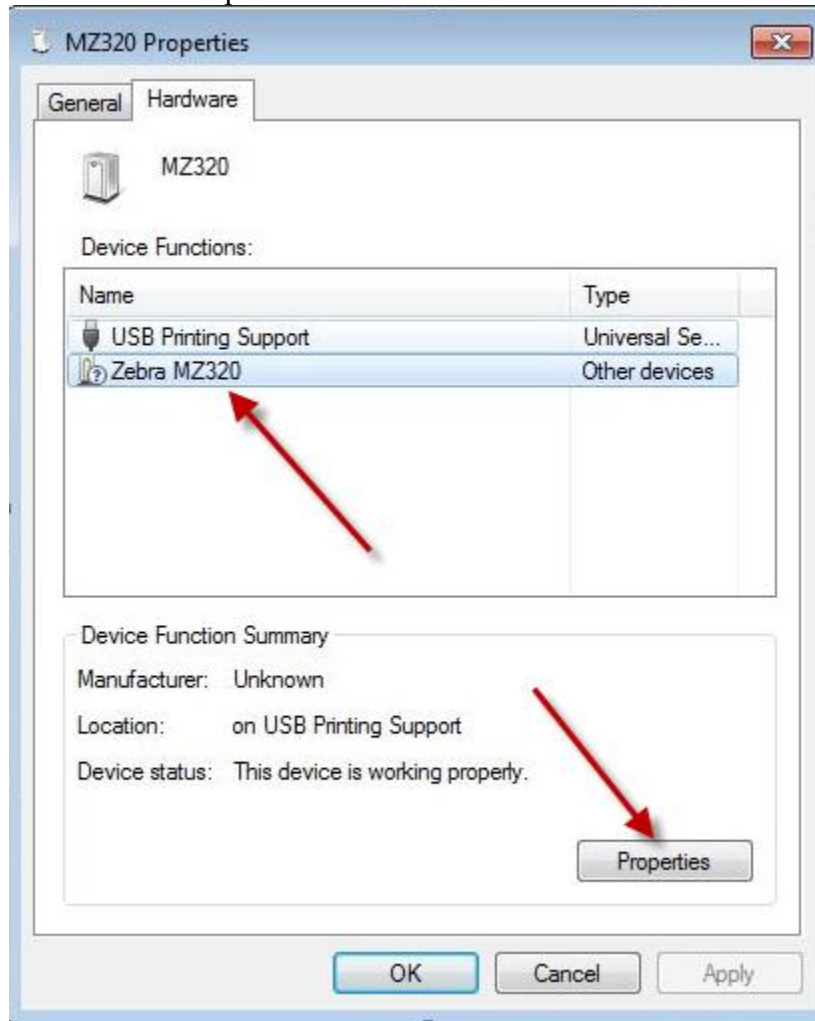 MZ320 Properties
General Hardware
MZ320
Device Functions:
Name Type
USB Printing Support Universal Se...
Zebra MZ320 Other devices
Device Function Summary
Manufacturer: Unknown
Location: on USB Printing Support
Device status: This device is working properly.
Properties
OK Cancel Apply